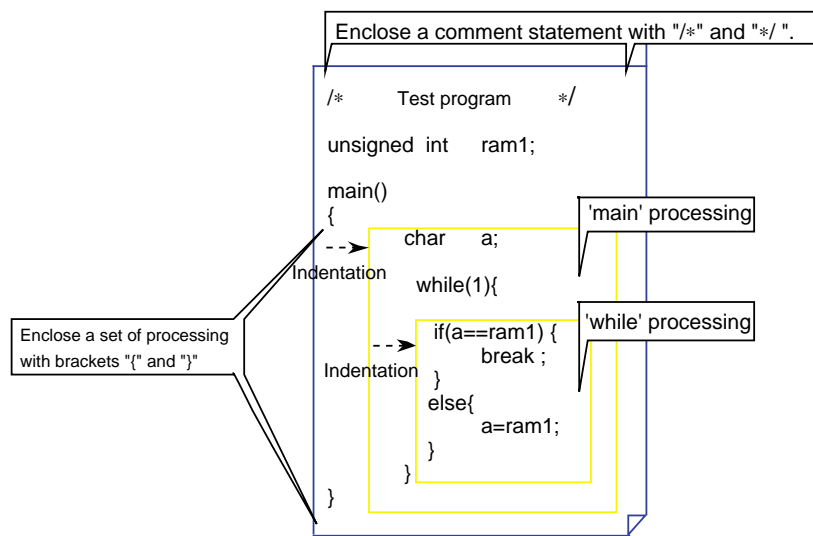 Enclose a comment statement with "/*" and "*/ ".
/* Test program */
unsigned int ram1;
main()
{
'main' processing
char a;
Indentation
while(1){
'while' processing
Enclose a set of processing
with brackets "{" and "}"
if(a==ram1) {
Indentation
break ;
}
else{
a=ram1;
}
}
}